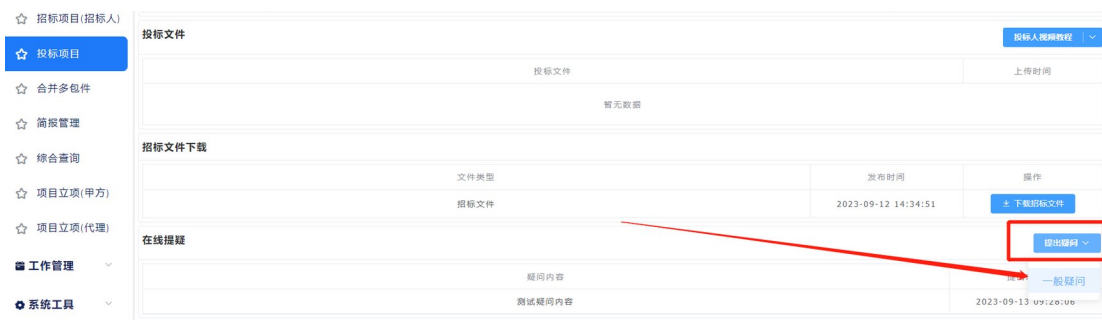 招标项目(招标人)
投标项目
合并多包件
简报管理
综合查询
项目立项(甲方)
项目立项(代理)
工作管理
系统工具
投标文件
投标人视频教程
投标文件 上传时间
暂无数据
招标文件下载
文件类型 发布时间 操作
招标文件 2023-09-12 14:34:51 下载招标文件
在线提疑
提出疑问
疑问内容
一般疑问
测试疑问内容 2023-09-13 09:28:06